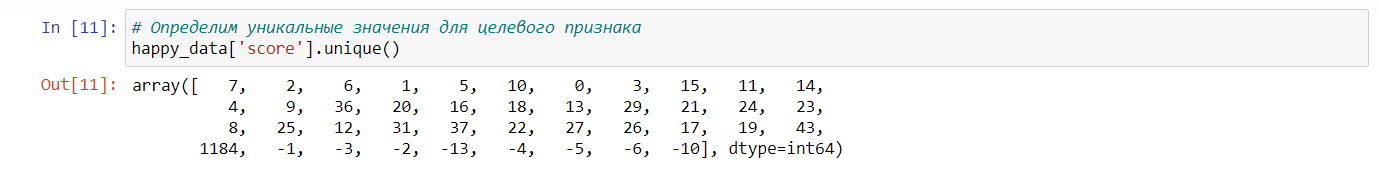 In [11]: # Определим уникальные значения для целевого признака
happy_data['score'].unique()
Out[11]: array([ 7, 2, 6, 1, 5, 10, 0, 3, 15, 11, 14,
4, 9, 36, 20, 16, 18, 13, 29, 21, 24, 23,
8, 25, 12, 31, 37, 22, 27, 26, 17, 19, 43,
1184, -1, -3, -2, -13, -4, -5, -6, -10], dtype=int64)